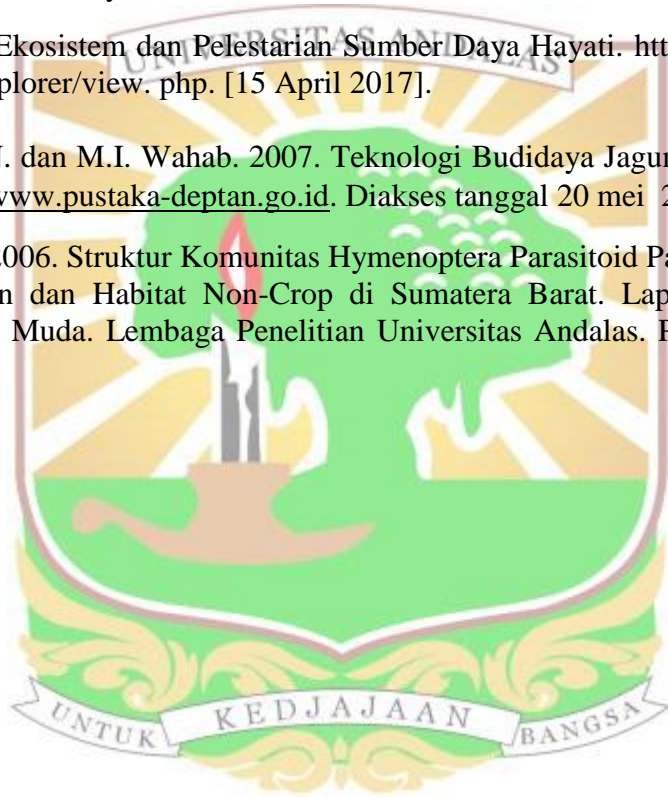 Ekosistem dan Pelestarian Sumber Daya Hayati. htt
UNIVERSITAS ANDALAS
plorer/view. php. [15 April 2017].
. dan M.I. Wahab. 2007. Teknologi Budidaya Jagun
www.pustaka-deptan.go.id. Diakses tanggal 20 mei 2
2006. Struktur Komunitas Hymenoptera Parasitoid Pa
n dan Habitat Non-Crop di Sumatera Barat. Lap
Muda. Lembaga Penelitian Universitas Andalas.
UNTUK KEDJAJAAN BANGSA